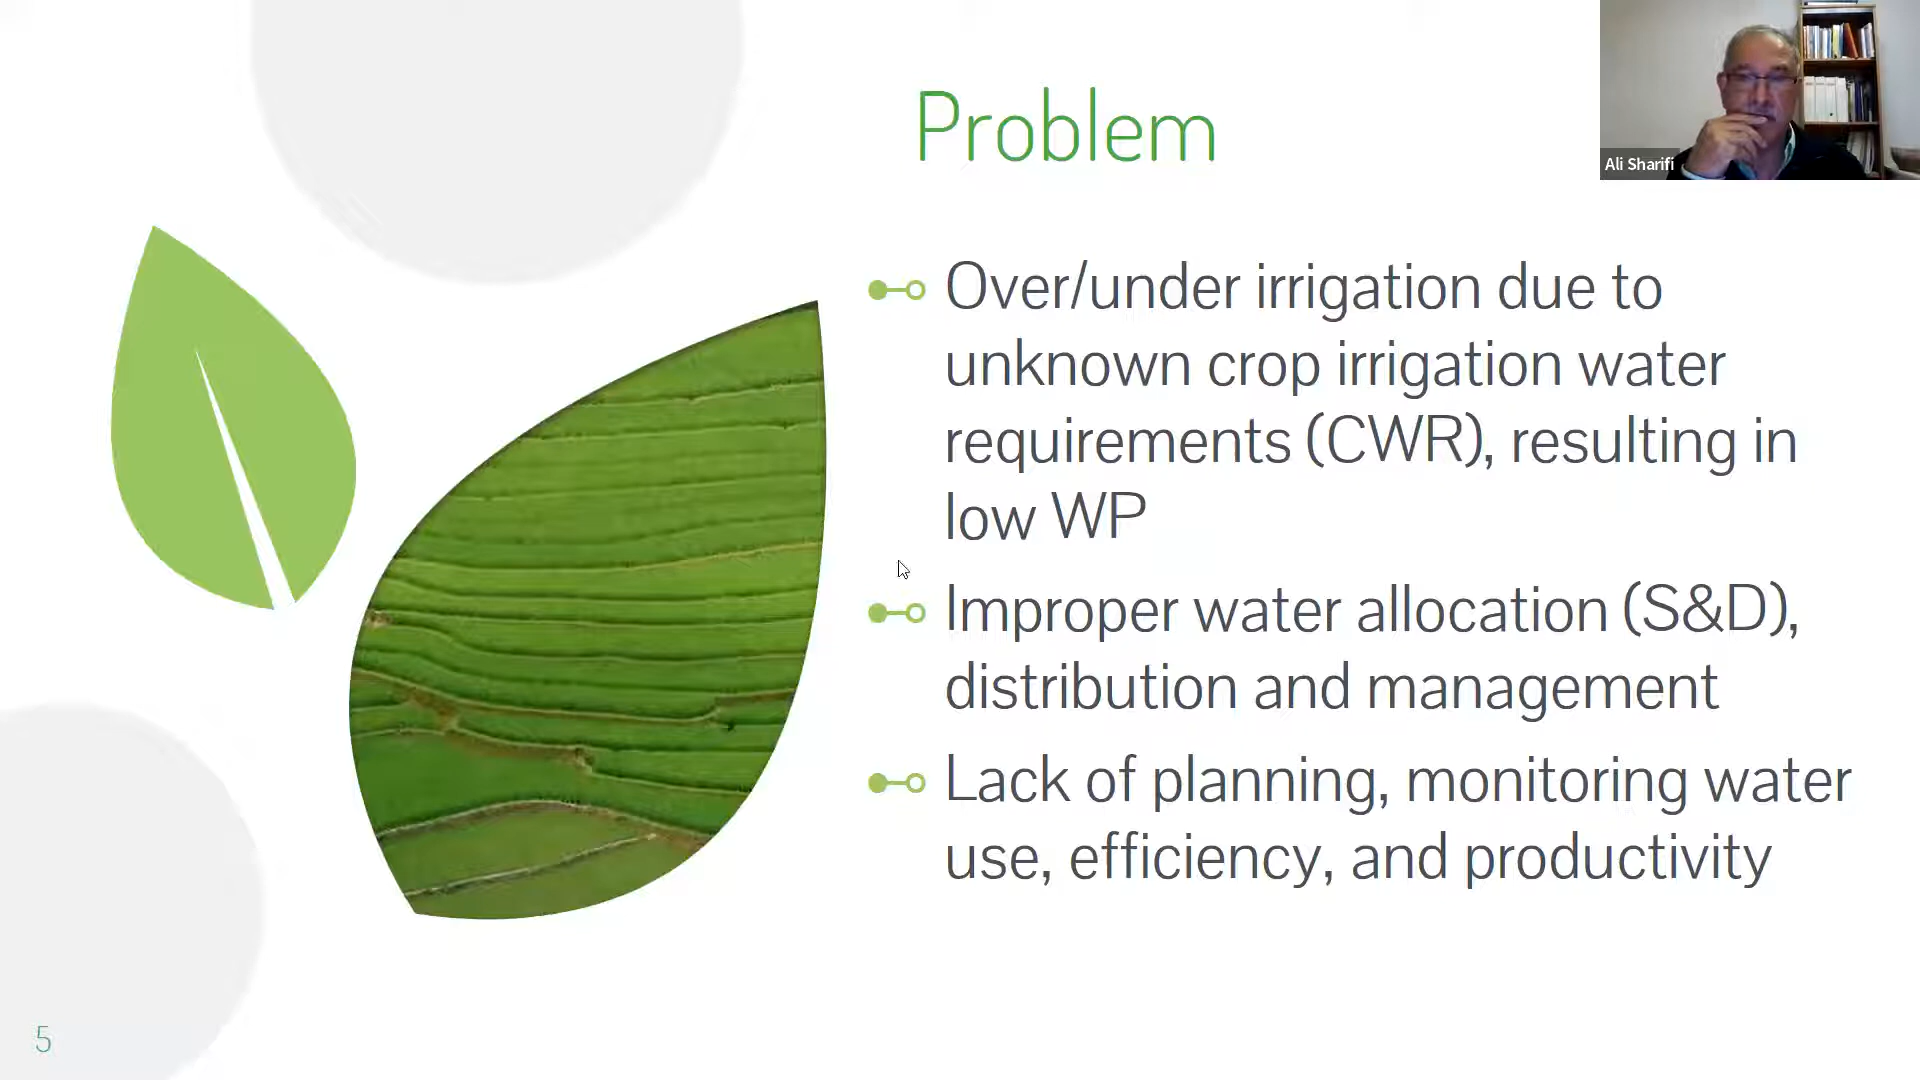 Problem
Ali Sharifi
Over/under irrigation due to
unknown crop irrigation water
requirements (CWR), resulting in
low WP
Improper water allocation (S&D),
distribution and management
Lack of planning, monitoring water
use, efficiency, and productivity
5